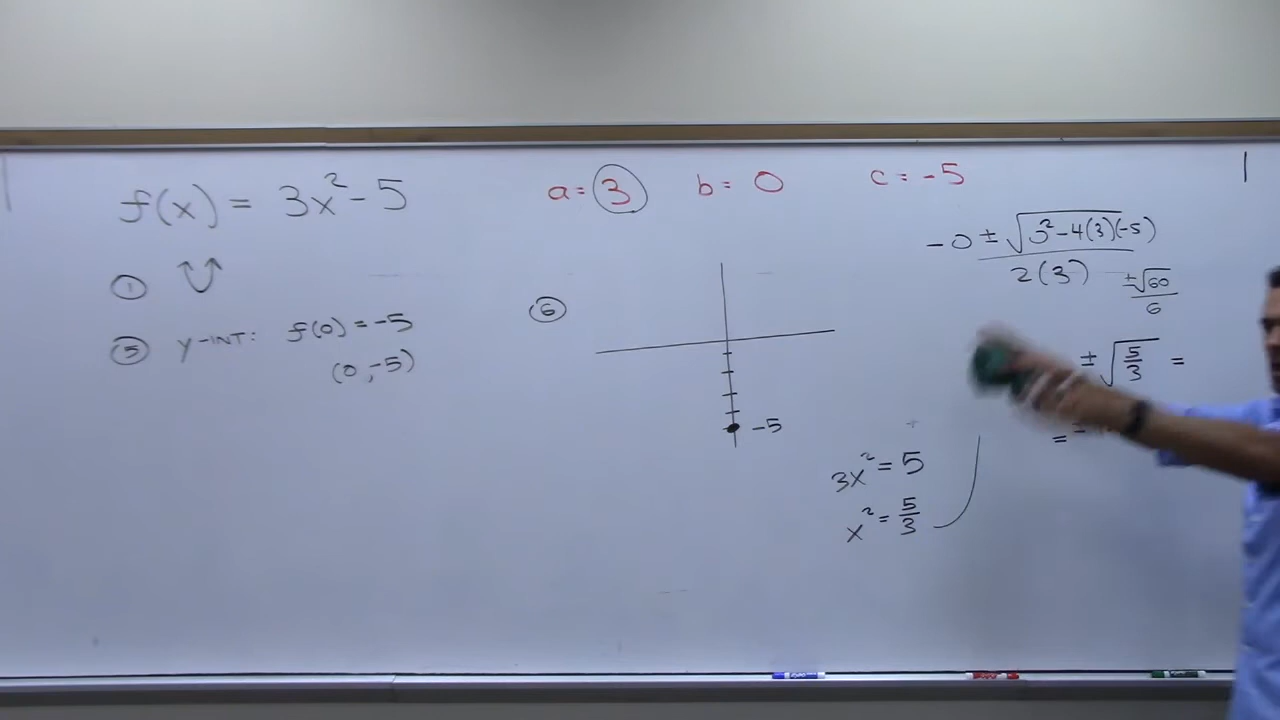 f(x) = 3x² - 5
a = 3 b = 0 c = -5
① 
⑤ y-INT: f(0) = -5
(0, -5)
⑥
-5
3x² = 5
x² = 5/3
-0 ± √(0² - 4(3)(-5)) / 2(3)
±√60 / 6
± √(5/3) =
= ±